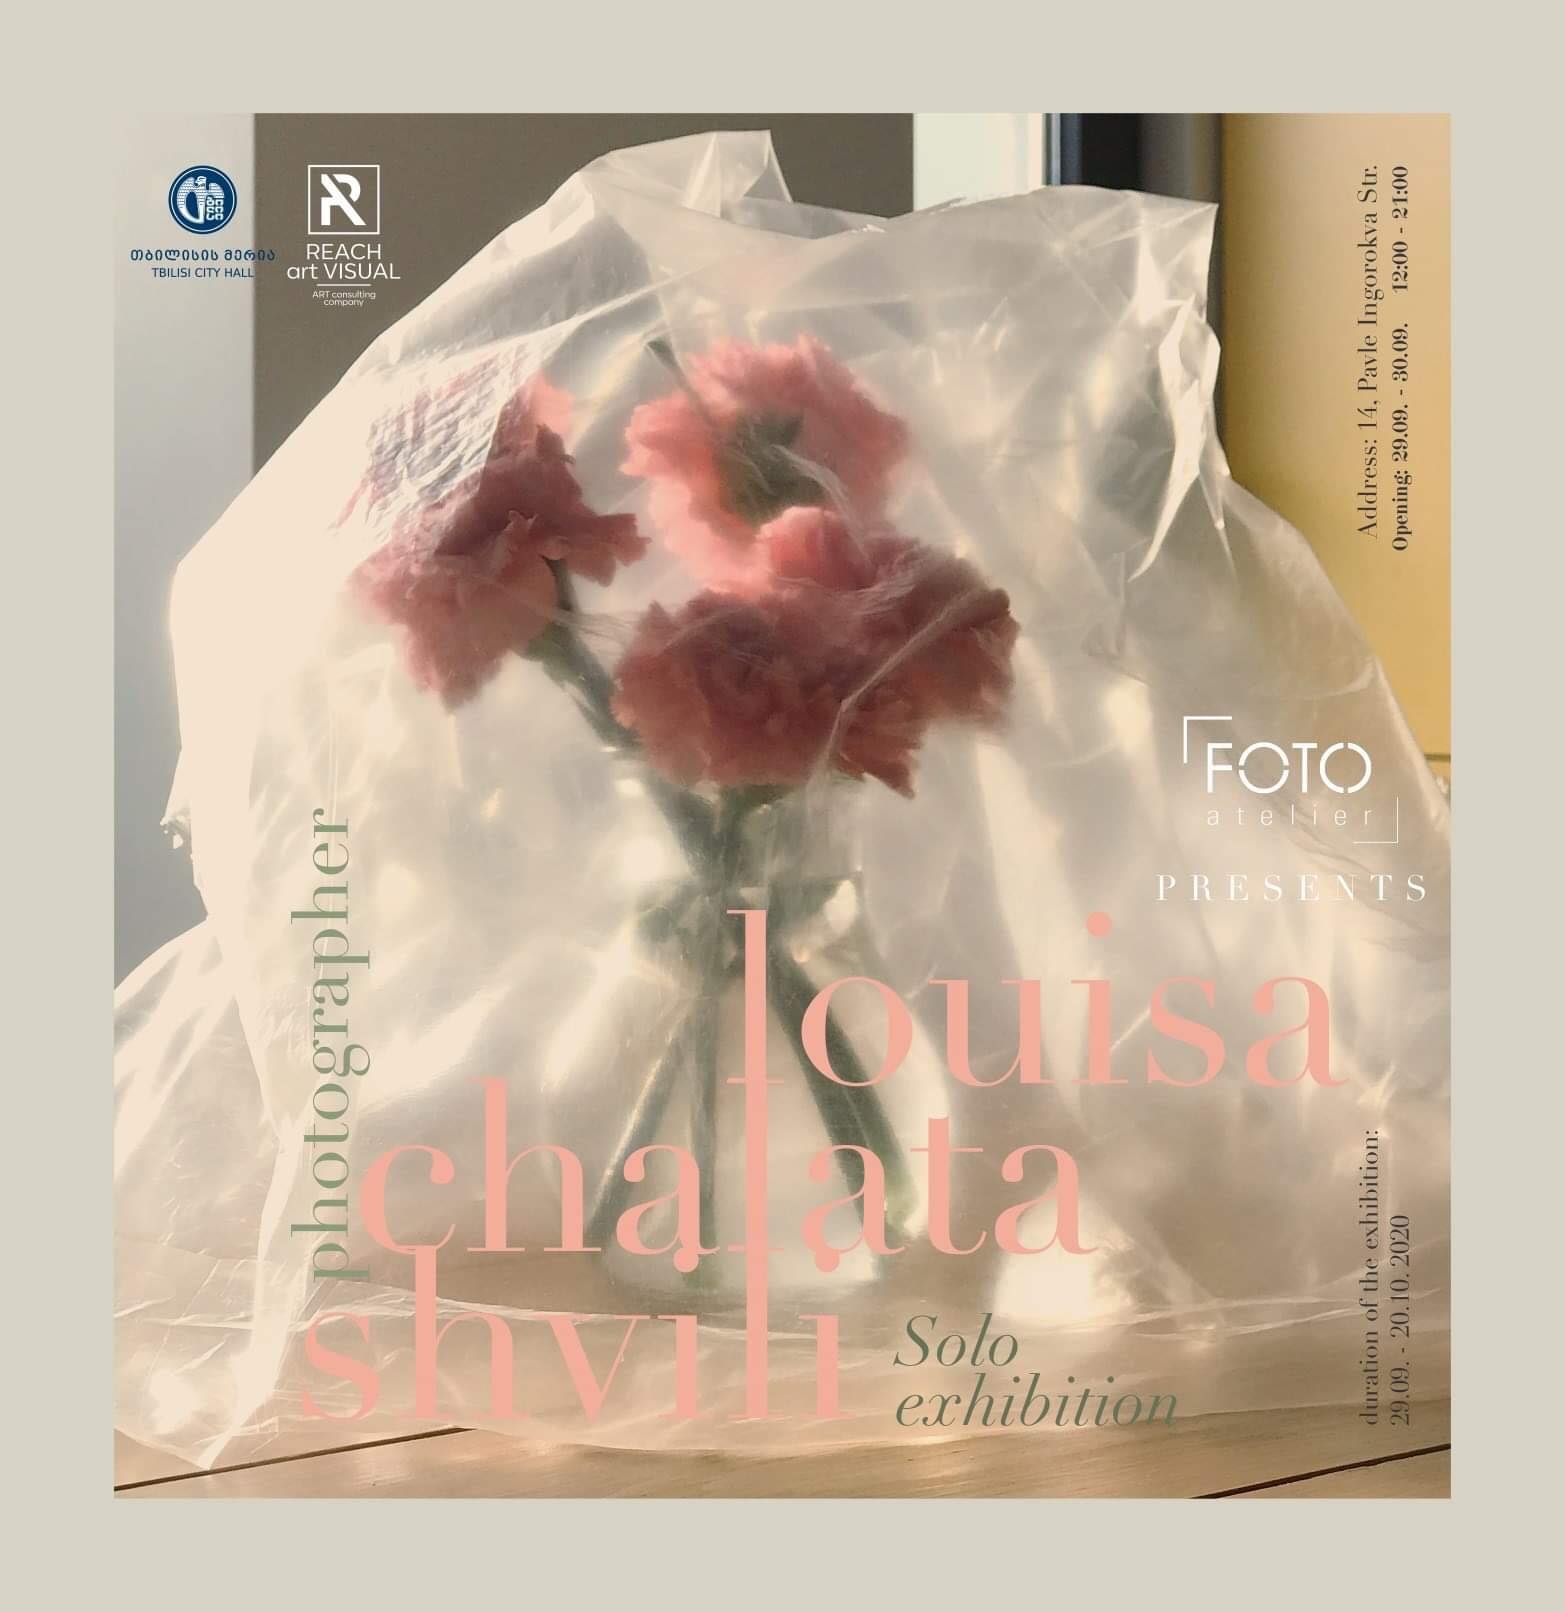 თბილისის მერია
TBILISI CITY HALL
REACH
art VISUAL
ART consulting
company
Address: 14, Pavle Ingorokva Str.
Opening: 29.09. - 30.09. 12:00 - 21:00
FOTO
atelier
PRESENTS
photographer
louisa
chalata
shvili
Solo
exhibition
duration of the exhibition:
29.09. - 20.10. 2020